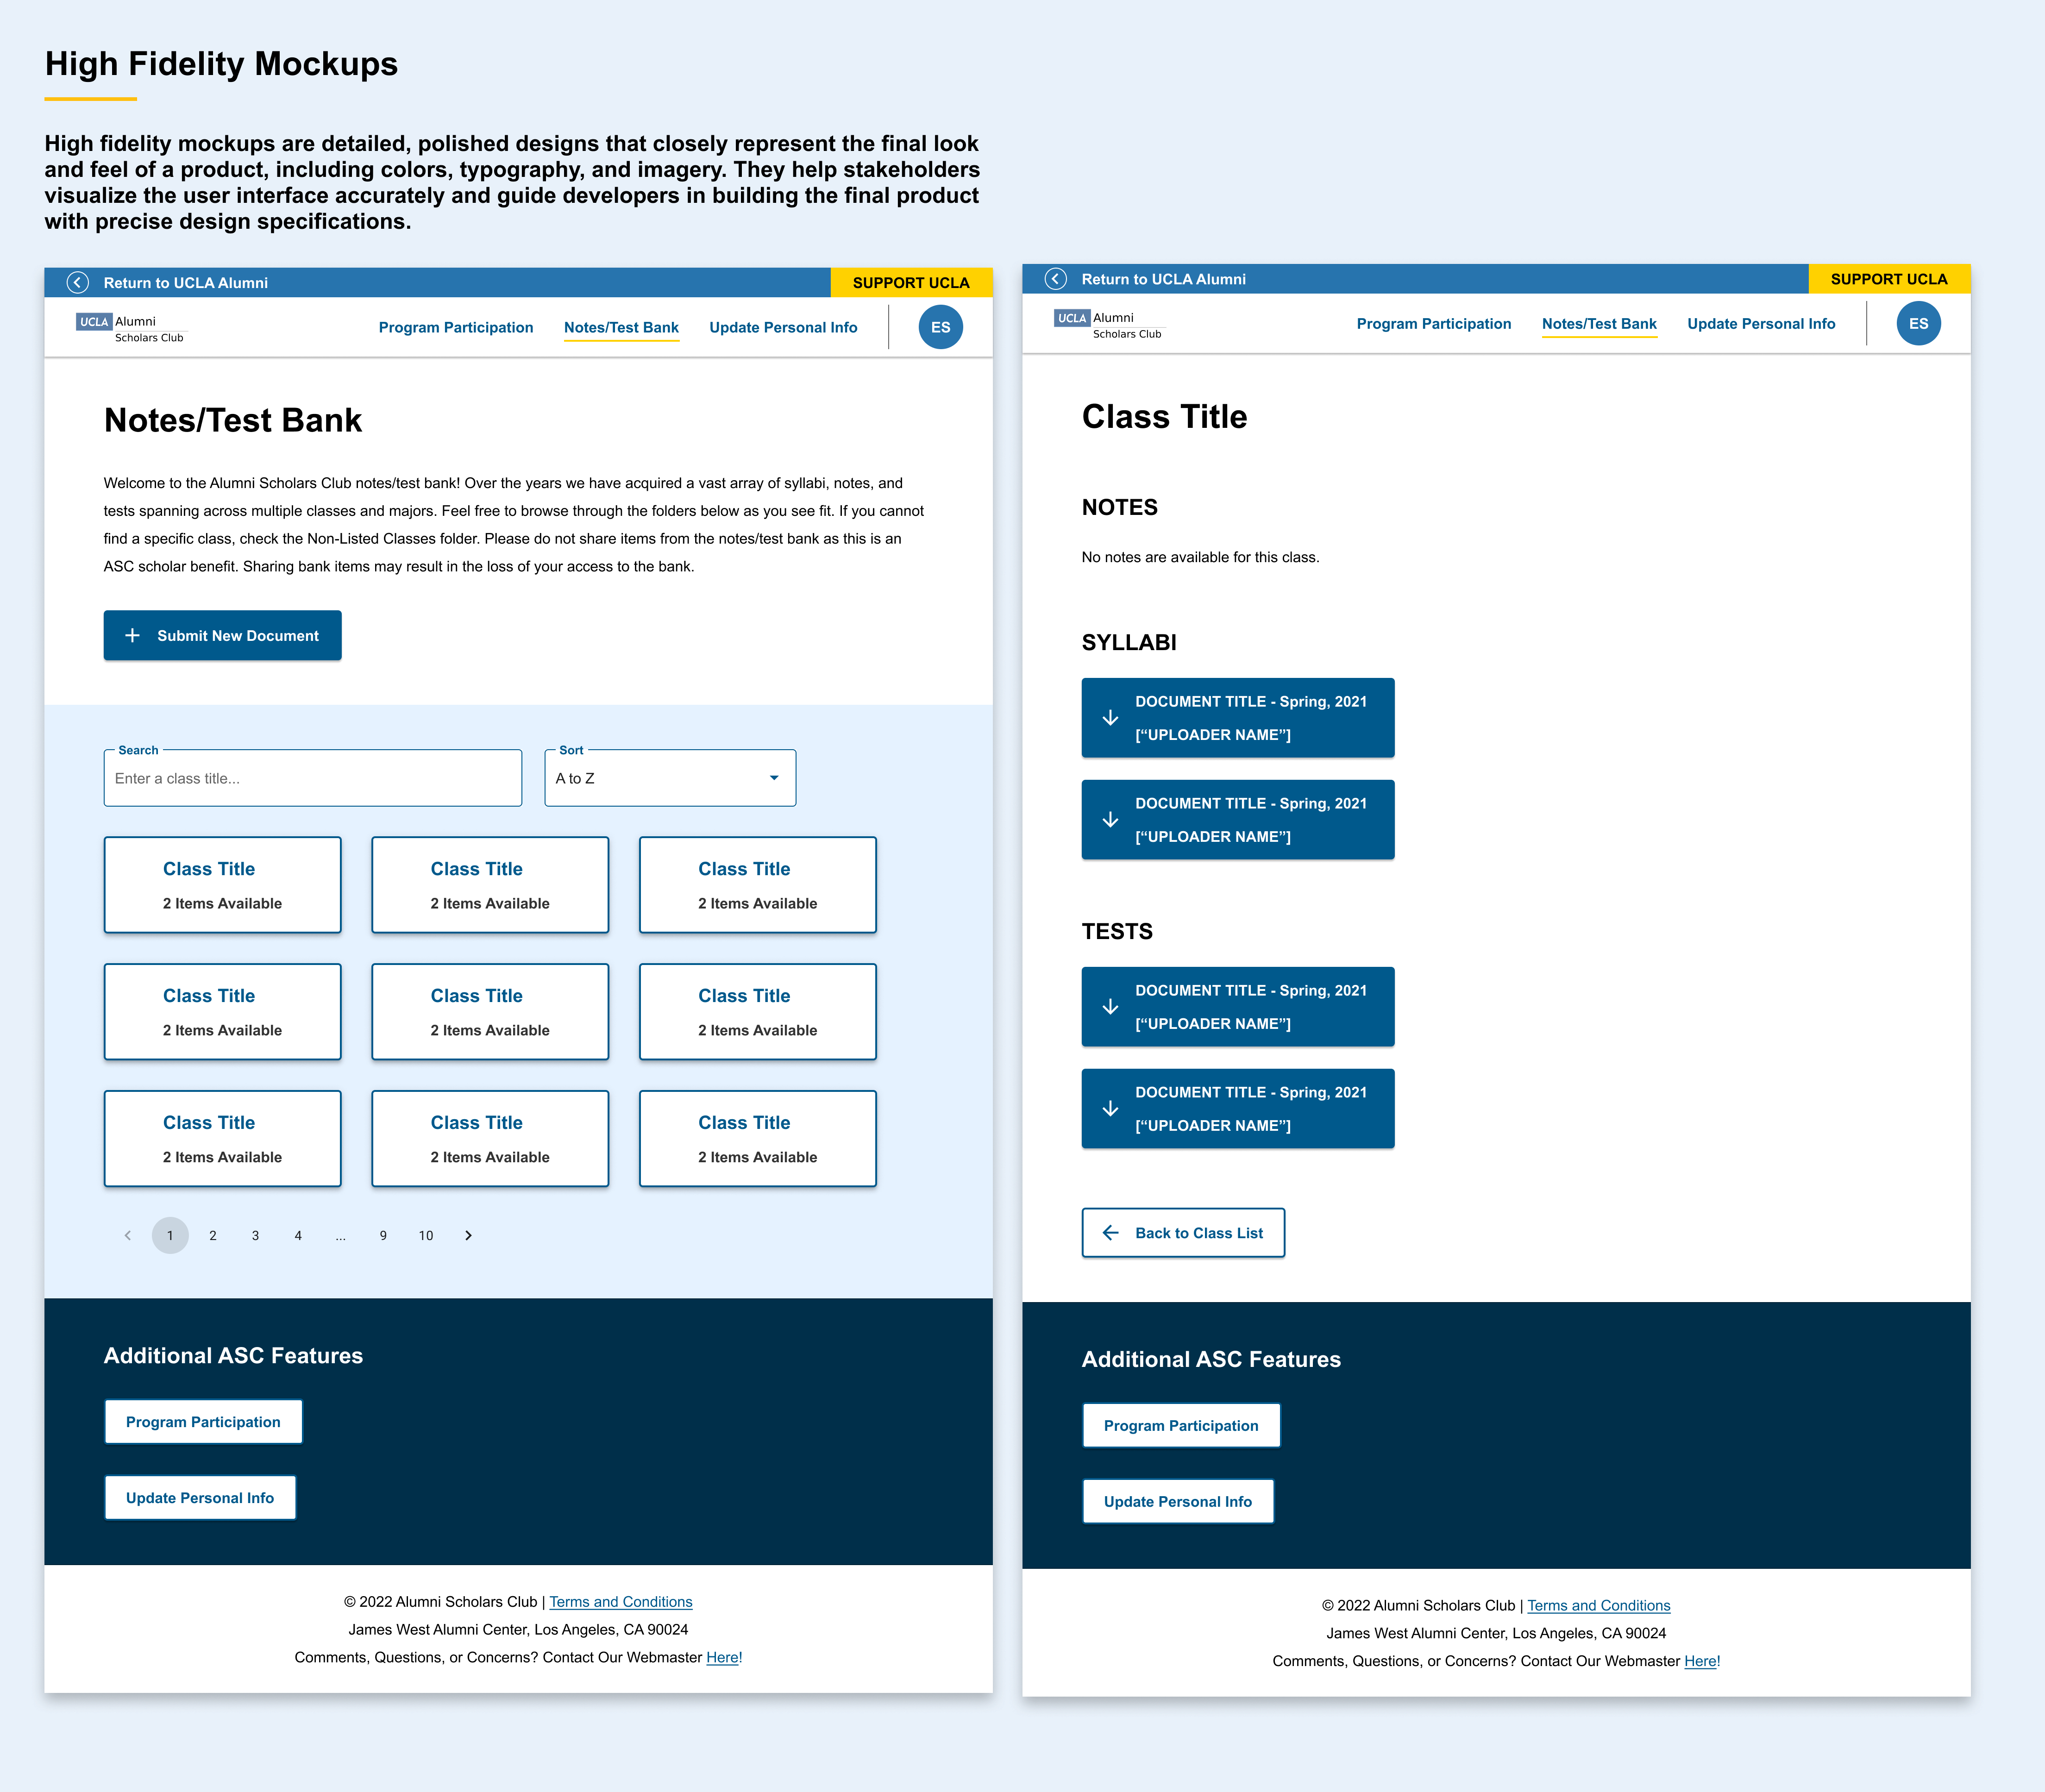 High Fidelity Mockups
High fidelity mockups are detailed, polished designs that closely represent the final look
and feel of a product, including colors, typography, and imagery. They help stakeholders
visualize the user interface accurately and guide developers in building the final product
with precise design specifications.
Return to UCLA Alumni
SUPPORT UCLA
UCLA Alumni
Scholars Club
Program Participation
Notes/Test Bank
Update Personal Info
ES
Notes/Test Bank
Welcome to the Alumni Scholars Club notes/test bank! Over the years we have acquired a vast array of syllabi, notes, and
tests spanning across multiple classes and majors. Feel free to browse through the folders below as you see fit. If you cannot
find a specific class, check the Non-Listed Classes folder. Please do not share items from the notes/test bank as this is an
ASC scholar benefit. Sharing bank items may result in the loss of your access to the bank.
Submit New Document
Search
Enter a class title...
Sort
A to Z
Class Title
2 Items Available
Class Title
2 Items Available
Class Title
2 Items Available
Class Title
2 Items Available
Class Title
2 Items Available
Class Title
2 Items Available
Class Title
2 Items Available
Class Title
2 Items Available
Class Title
2 Items Available
1 2 3 4 ... 9 10
Additional ASC Features
Program Participation
Update Personal Info
© 2022 Alumni Scholars Club | Terms and Conditions
James West Alumni Center, Los Angeles, CA 90024
Comments, Questions, or Concerns? Contact Our Webmaster Here!
Return to UCLA Alumni
SUPPORT UCLA
UCLA Alumni
Scholars Club
Program Participation
Notes/Test Bank
Update Personal Info
ES
Class Title
NOTES
No notes are available for this class.
SYLLABI
DOCUMENT TITLE - Spring, 2021
[“UPLOADER NAME”]
DOCUMENT TITLE - Spring, 2021
[“UPLOADER NAME”]
TESTS
DOCUMENT TITLE - Spring, 2021
[“UPLOADER NAME”]
DOCUMENT TITLE - Spring, 2021
[“UPLOADER NAME”]
Back to Class List
Additional ASC Features
Program Participation
Update Personal Info
© 2022 Alumni Scholars Club | Terms and Conditions
James West Alumni Center, Los Angeles, CA 90024
Comments, Questions, or Concerns? Contact Our Webmaster Here!